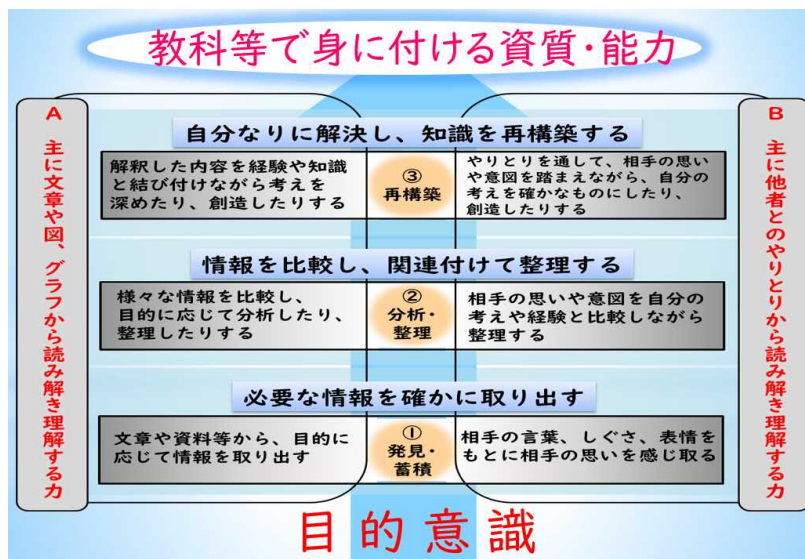 教科等で身に付ける資質・能力
A 主に文章や図、グラフから読み解き理解する力
B 主に他者とのやりとりから読み解き理解する力
自分なりに解決し、知識を再構築する
解釈した内容を経験や知識
と結び付けながら考えを
深めたり、創造したりする
③
再構築
やりとりを通して、相手の思い
や意図を踏まえながら、自分の
考えを確かなものにしたり、
創造したりする
情報を比較し、関連付けて整理する
様々な情報を比較し、
目的に応じて分析したり、
整理したりする
②
分析・
整理
相手の思いや意図を自分の
考えや経験と比較しながら
整理する
必要な情報を確かに取り出す
文章や資料等から、目的に
応じて情報を取り出す
①
発見・
蓄積
相手の言葉、しぐさ、表情を
もとに相手の思いを感じ取る
目的意識